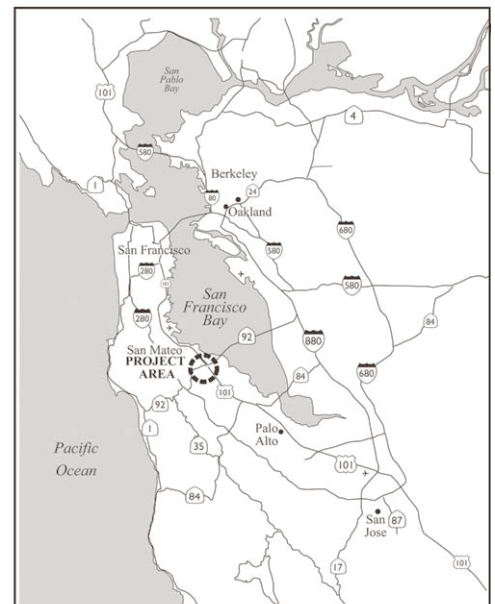 San
Pablo
Bay
101
4
580
1
Berkeley
80
24
Oakland
680
San Francisco
580
280
101
580
San
Francisco
Bay
280
84
92
880
San Mateo
PROJECT
AREA
84
680
101
92
1
Palo
Alto
35
Pacific
Ocean
101
84
San
Jose
87
17
101